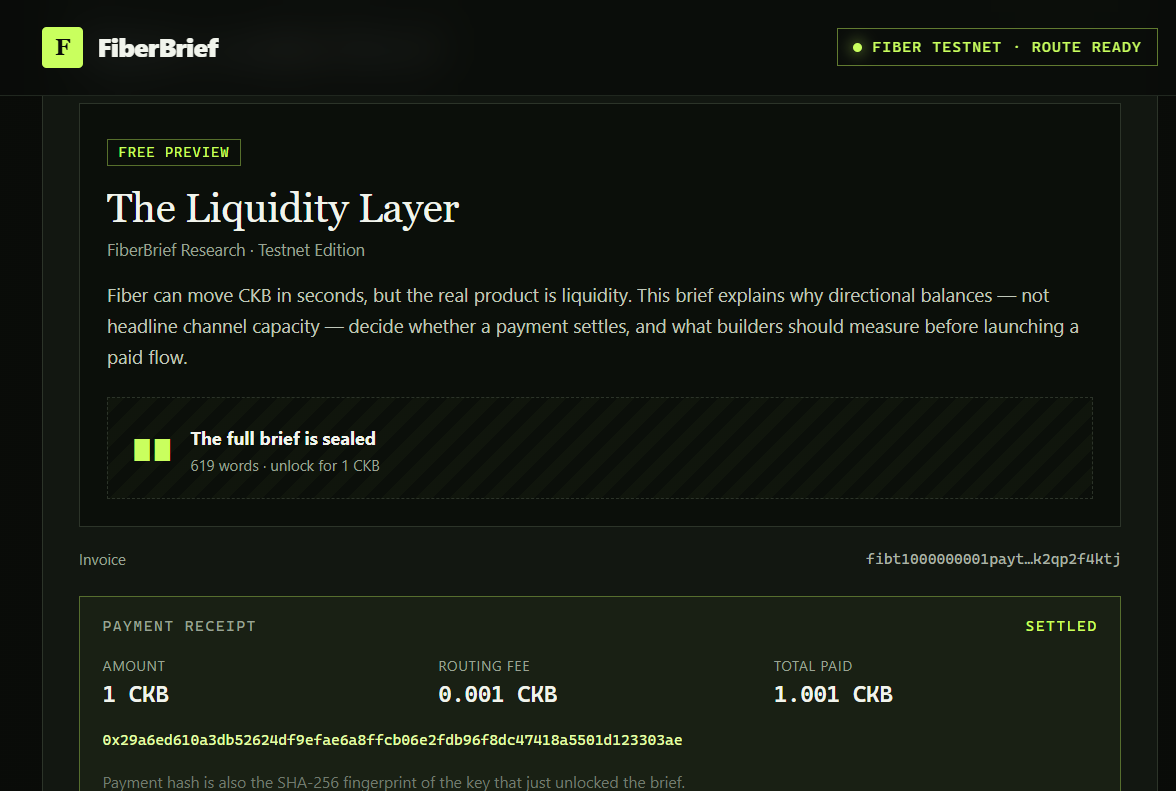 F FiberBrief
FIBER TESTNET · ROUTE READY
FREE PREVIEW
The Liquidity Layer
FiberBrief Research · Testnet Edition
Fiber can move CKB in seconds, but the real product is liquidity. This brief explains why directional balances — not
headline channel capacity — decide whether a payment settles, and what builders should measure before launching a
paid flow.
The full brief is sealed
619 words · unlock for 1 CKB
Invoice
fibt1000000001payt…k2qp2f4ktj
PAYMENT RECEIPT
SETTLED
AMOUNT
ROUTING FEE
TOTAL PAID
1 CKB
0.001 CKB
1.001 CKB
0x29a6ed610a3db52624df9efae6a8ffcb06e2fdb96f8dc47418a5501d123303ae
Payment hash is also the SHA-256 fingerprint of the key that just unlocked the brief.